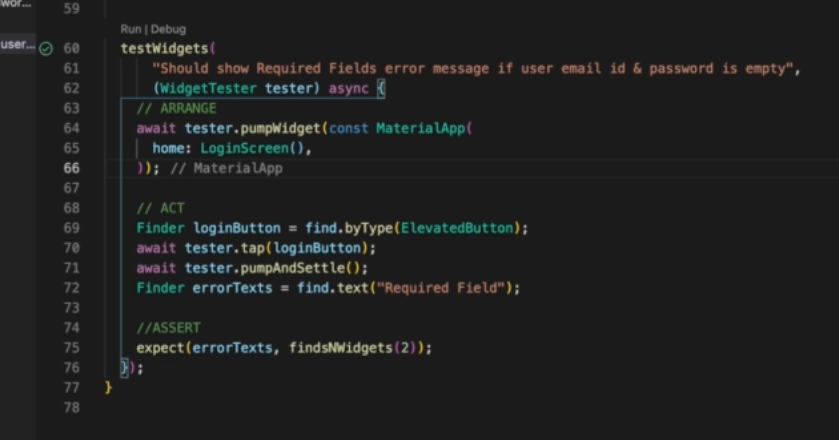 swor...
59
Run | Debug
user...
60 testWidgets(
61 "Should show Required Fields error message if user email id & password is empty",
62 (WidgetTester tester) async {
63 // ARRANGE
64 await tester.pumpWidget(const MaterialApp(
65 home: LoginScreen(),
66 )); // MaterialApp
67
68 // ACT
69 Finder loginButton = find.byType(ElevatedButton);
70 await tester.tap(loginButton);
71 await tester.pumpAndSettle();
72 Finder errorTexts = find.text("Required Field");
73
74 //ASSERT
75 expect(errorTexts, findsNWidgets(2));
76 });
77 }
78